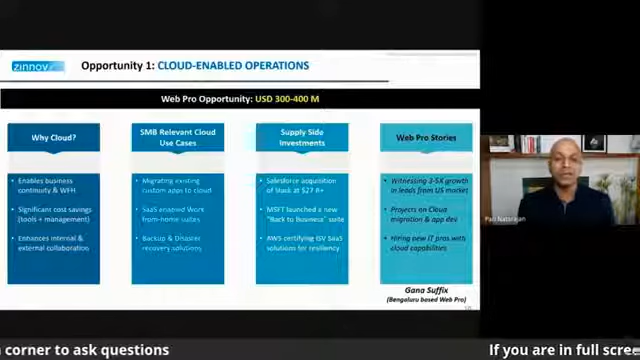 zinnov
Opportunity 1: CLOUD-ENABLED OPERATIONS
Web Pro Opportunity: USD 300-400 M
Why Cloud?
• Enables business
continuity & WFH
• Significant cost savings
(tools + management)
• Enhances internal &
external collaboration
SMB Relevant Cloud
Use Cases
• Migrating existing
custom apps to cloud
• SaaS enabled Work
from-home suites
• Backup & Disaster
recovery solutions
Supply Side
Investments
• Salesforce acquisition
of Slack at $27 B+
• MSFT launched a new
"Back to business" suite
• AWS certifying ISV SaaS
solutions for resiliency
Web Pro Stories
• Witnessing 3-5X growth
in leads from US market
• Projects on Cloud
migration & app dev
• Hiring new IT pros with
cloud capabilities
Gana Suffix
(Bengaluru based Web Pro)
Pari Natarajan
corner to ask questions
If you are in full scree